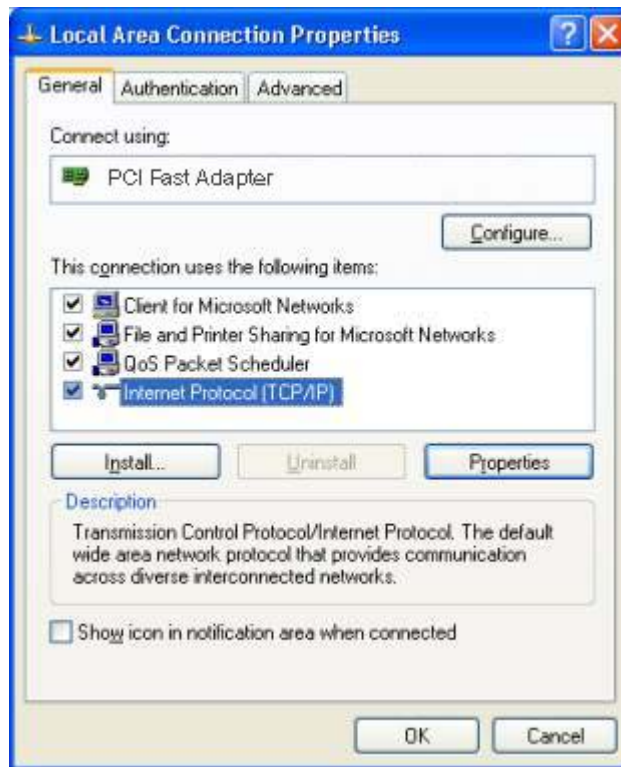 Local Area Connection Properties
General Authentication Advanced
Connect using:
PCI Fast Adapter
Configure...
This connection uses the following items:
Client for Microsoft Networks
File and Printer Sharing for Microsoft Networks
QoS Packet Scheduler
Internet Protocol (TCP/IP)
Install... Uninstall Properties
Description
Transmission Control Protocol/Internet Protocol. The default
wide area network protocol that provides communication
across diverse interconnected networks.
Show icon in notification area when connected
OK Cancel